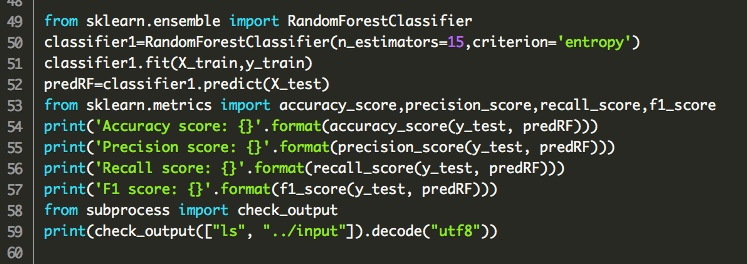 49 from sklearn.ensemble import RandomForestClassifier
50 classifier1=RandomForestClassifier(n_estimators=15,criterion='entropy')
51 classifier1.fit(X_train,y_train)
52 predRF=classifier1.predict(X_test)
53 from sklearn.metrics import accuracy_score,precision_score,recall_score,f1_score
54 print('Accuracy score: {}'.format(accuracy_score(y_test, predRF)))
55 print('Precision score: {}'.format(precision_score(y_test, predRF)))
56 print('Recall score: {}'.format(recall_score(y_test, predRF)))
57 print('F1 score: {}'.format(f1_score(y_test, predRF)))
58 from subprocess import check_output
59 print(check_output(["ls", "../input"]).decode("utf8"))
60